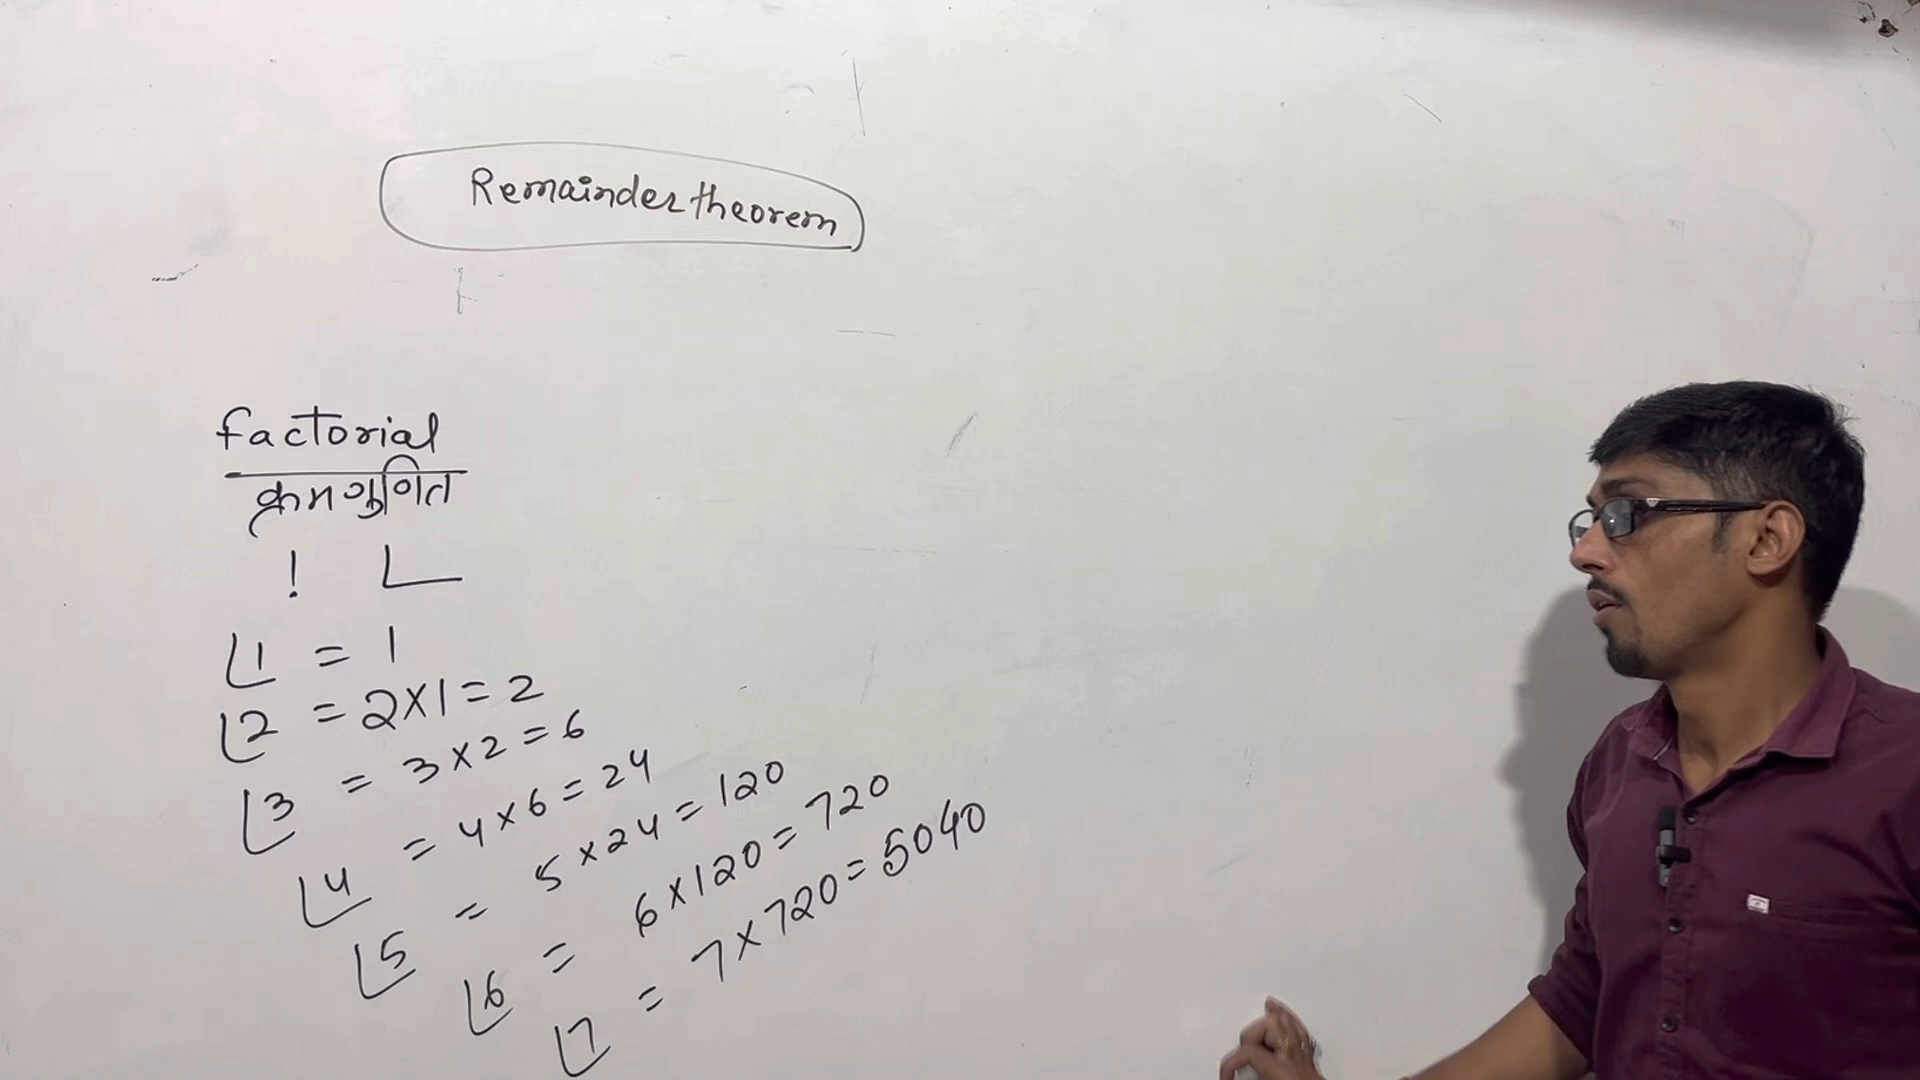 Remainder theorem
factorial
क्रमगुणित
! ∟
∟1 = 1
∟2 = 2×1=2
∟3 = 3×2=6
∟4 = 4×6=24
∟5 = 5×24=120
∟6 = 6×120=720
∟7 = 7×720=5040